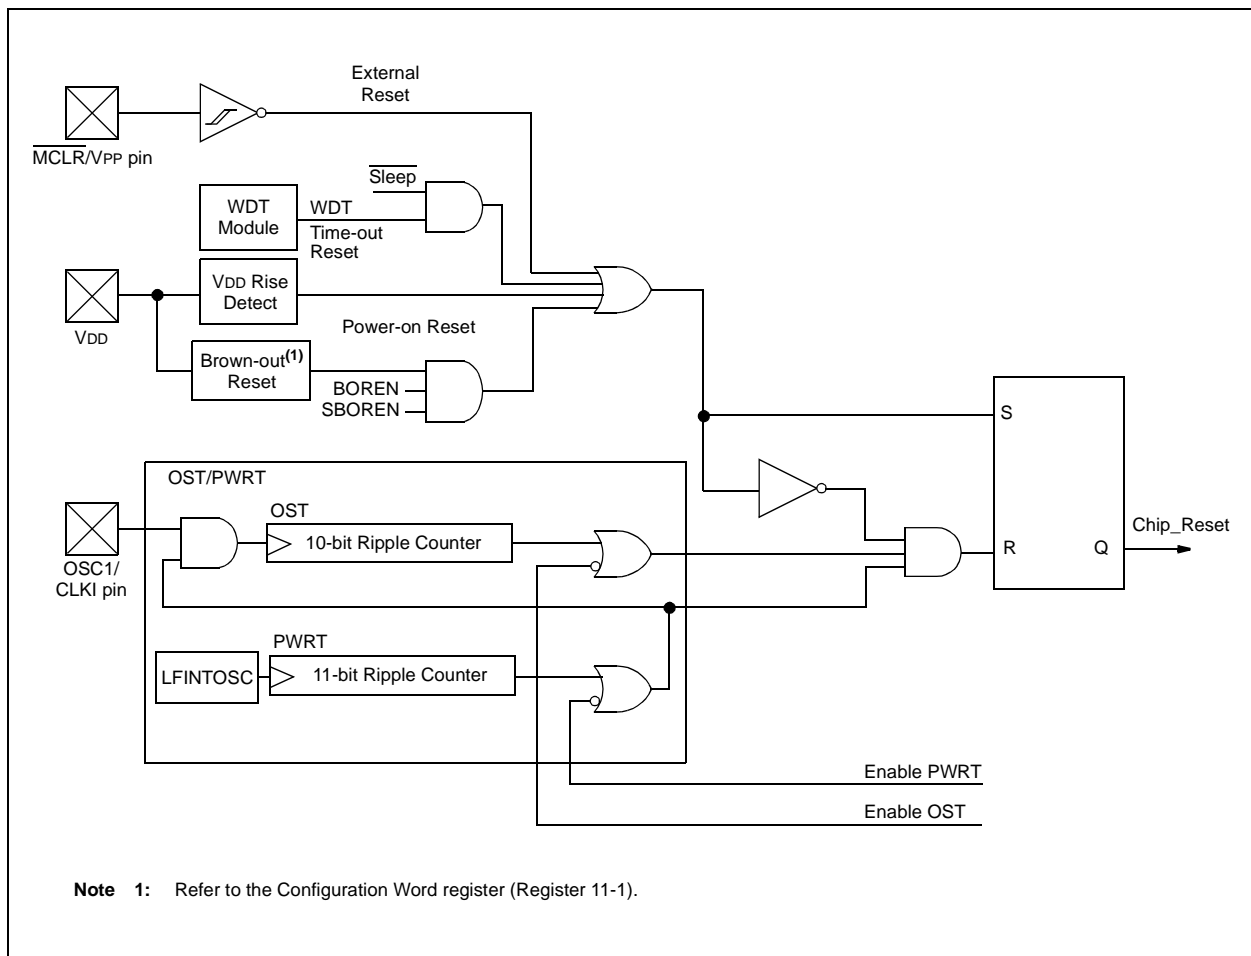 External
Reset
MCLR/VPP pin
Sleep
WDT
Module
WDT
Time-out
Reset
VDD Rise
Detect
VDD
Power-on Reset
Brown-out(1)
Reset
BOREN
SBOREN
S
OST/PWRT
OST
10-bit Ripple Counter
OSC1/
CLKI pin
Chip_Reset
R
Q
PWRT
LFINTOSC
11-bit Ripple Counter
Enable PWRT
Enable OST
Note 1: Refer to the Configuration Word register (Register 11-1).